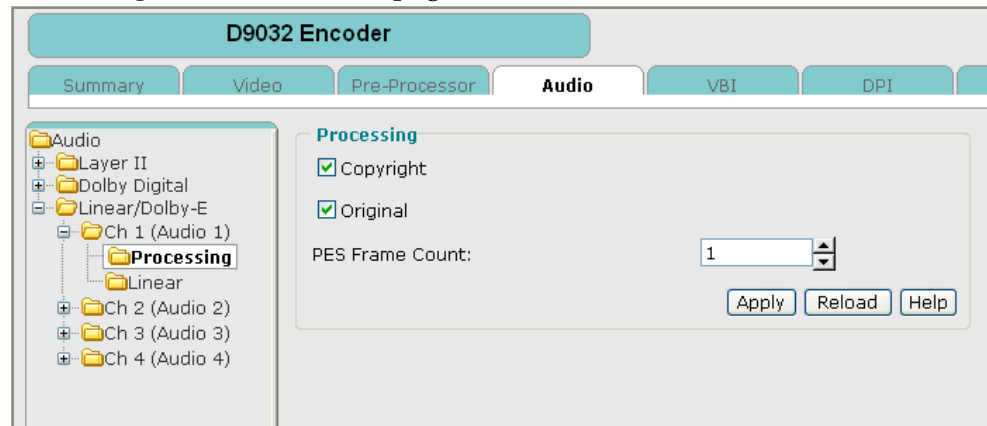 D9032 Encoder
Summary Video Pre-Processor Audio VBI DPI
Audio
Layer II
Dolby Digital
Linear/Dolby-E
Ch 1 (Audio 1)
Processing
Linear
Ch 2 (Audio 2)
Ch 3 (Audio 3)
Ch 4 (Audio 4)
Processing
Copyright
Original
PES Frame Count: 1
Apply Reload Help